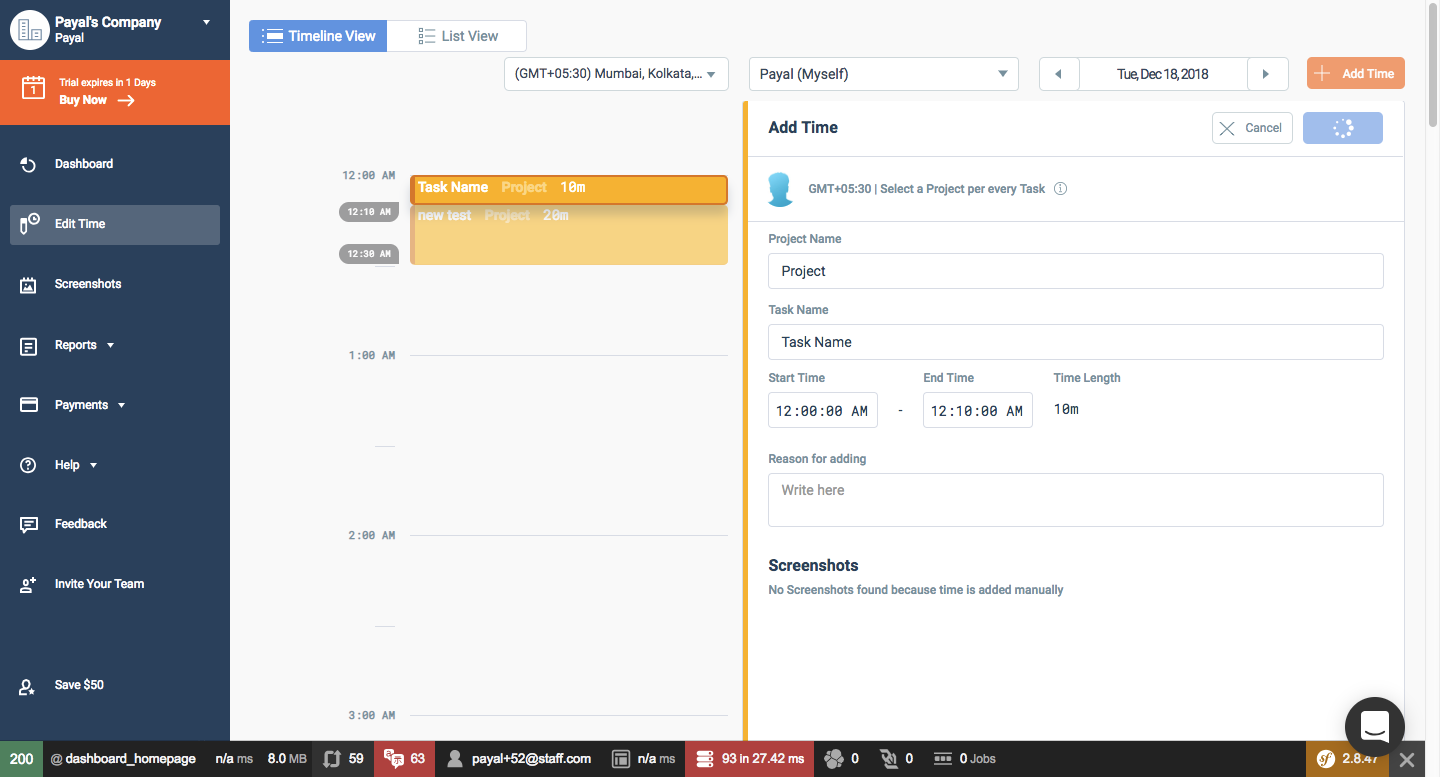 Payal's Company
Payal
1
Trial expires in 1 Days
Buy Now
Dashboard
Edit Time
Screenshots
Reports
Payments
Help
Feedback
Invite Your Team
Save $50
Timeline View
List View
(GMT+05:30) Mumbai, Kolkata,...
Payal (Myself)
Tue, Dec 18, 2018
Add Time
12:00 AM
Task Name Project 10m
12:10 AM
new test Project 20m
12:30 AM
1:00 AM
2:00 AM
3:00 AM
Add Time
Cancel
GMT+05:30 | Select a Project per every Task
Project Name
Project
Task Name
Task Name
Start Time
End Time
Time Length
12:00:00 AM
-
12:10:00 AM
10m
Reason for adding
Write here
Screenshots
No Screenshots found because time is added manually
200 @ dashboard_homepage n/a ms 8.0 MB 59 63 payal+52@staff.com n/a ms 93 in 27.42 ms 0 0 0 Jobs 2.8.47